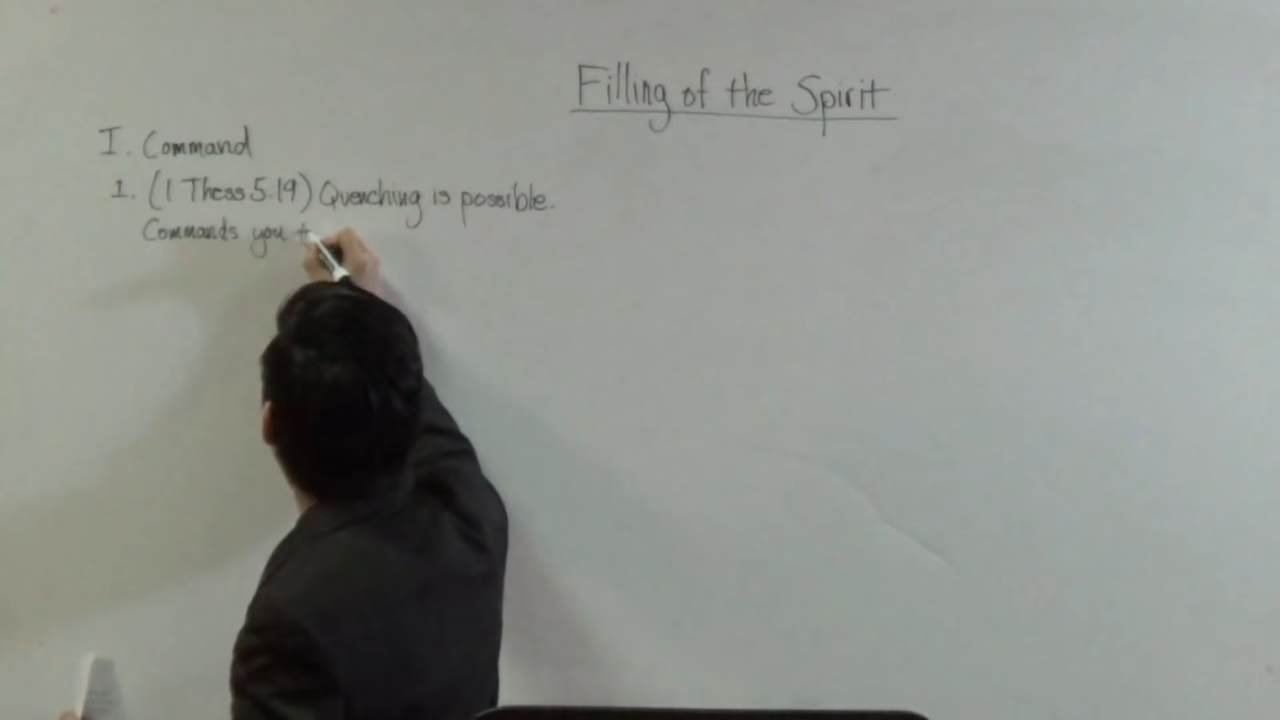 Filling of the Spirit
I. Command
1. (1 Thess 5:19) Quenching is possible.
Commands you t